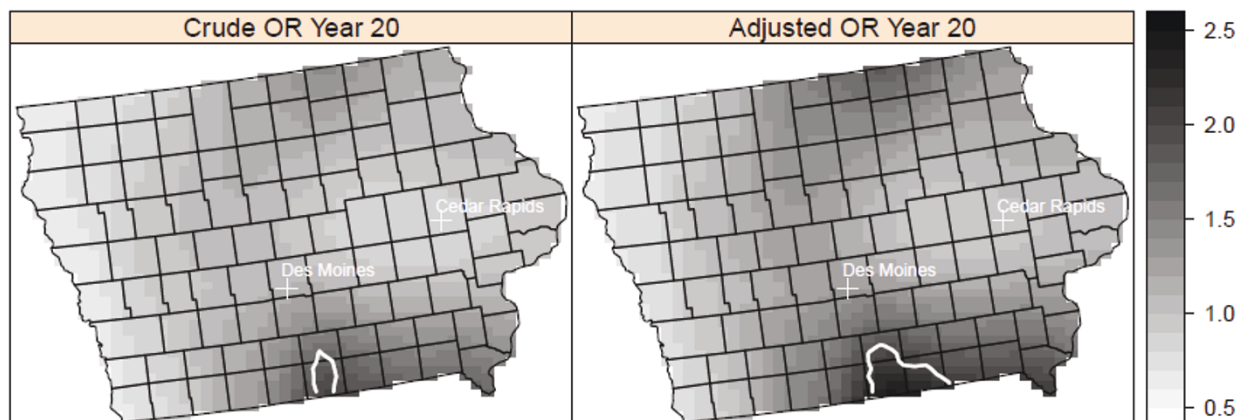 Crude OR Year 20
Adjusted OR Year 20
2.5
2.0
1.5
1.0
0.5
Cedar Rapids
Des Moines
Cedar Rapids
Des Moines